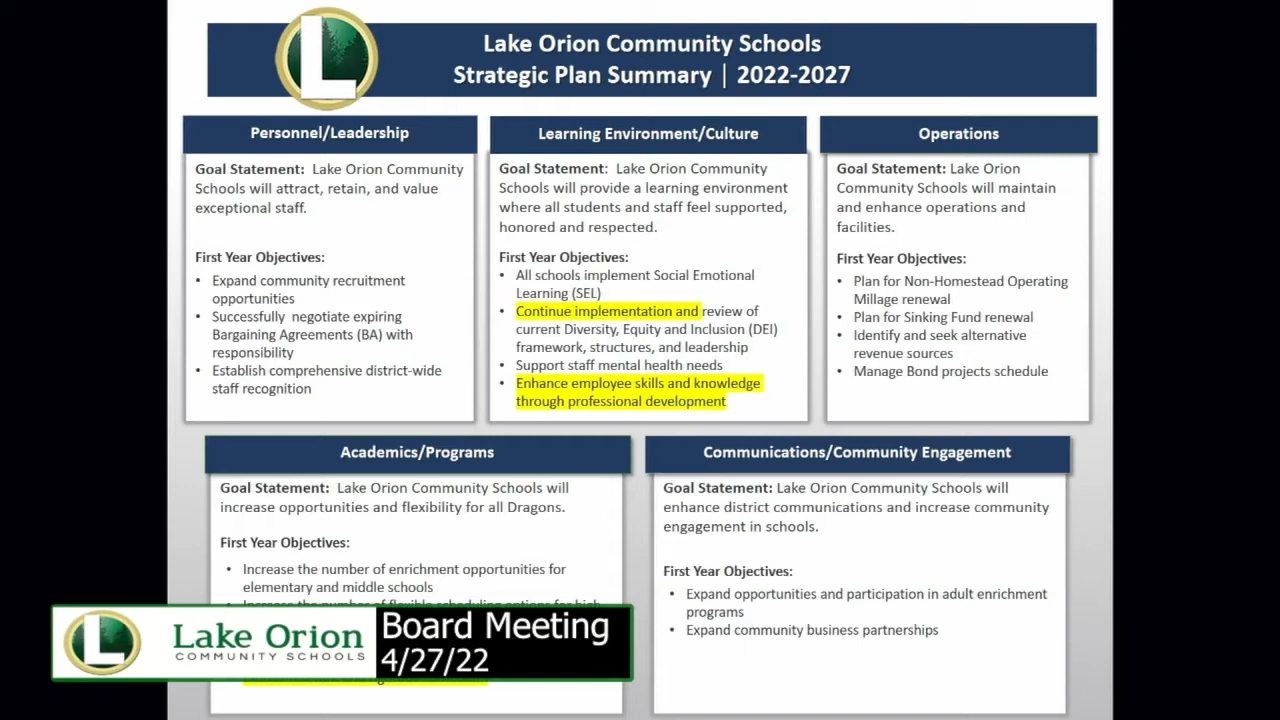 Lake Orion Community Schools
Strategic Plan Summary | 2022-2027
Personnel/Leadership
Goal Statement: Lake Orion Community
Schools will attract, retain, and value
exceptional staff.
First Year Objectives:
• Expand community recruitment
opportunities
• Successfully negotiate expiring
Bargaining Agreements (BA) with
responsibility
• Establish comprehensive district-wide
staff recognition
Learning Environment/Culture
Goal Statement: Lake Orion Community
Schools will provide a learning environment
where all students and staff feel supported,
honored and respected.
First Year Objectives:
• All schools implement Social Emotional
Learning (SEL)
• Continue implementation and review of
current Diversity, Equity and Inclusion (DEI)
framework, structures, and leadership
• Support staff mental health needs
• Enhance employee skills and knowledge
through professional development
Operations
Goal Statement: Lake Orion
Community Schools will maintain
and enhance operations and
facilities.
First Year Objectives:
• Plan for Non-Homestead Operating
Millage renewal
• Plan for Sinking Fund renewal
• Identify and seek alternative
revenue sources
• Manage Bond projects schedule
Academics/Programs
Goal Statement: Lake Orion Community Schools will
increase opportunities and flexibility for all Dragons.
First Year Objectives:
• Increase the number of enrichment opportunities for
elementary and middle schools
• Increase the number of flexible scheduling options for high
Communications/Community Engagement
Goal Statement: Lake Orion Community Schools will
enhance district communications and increase community
engagement in schools.
First Year Objectives:
• Expand opportunities and participation in adult enrichment
programs
• Expand community business partnerships
L
Lake Orion
COMMUNITY SCHOOLS
Board Meeting
4/27/22